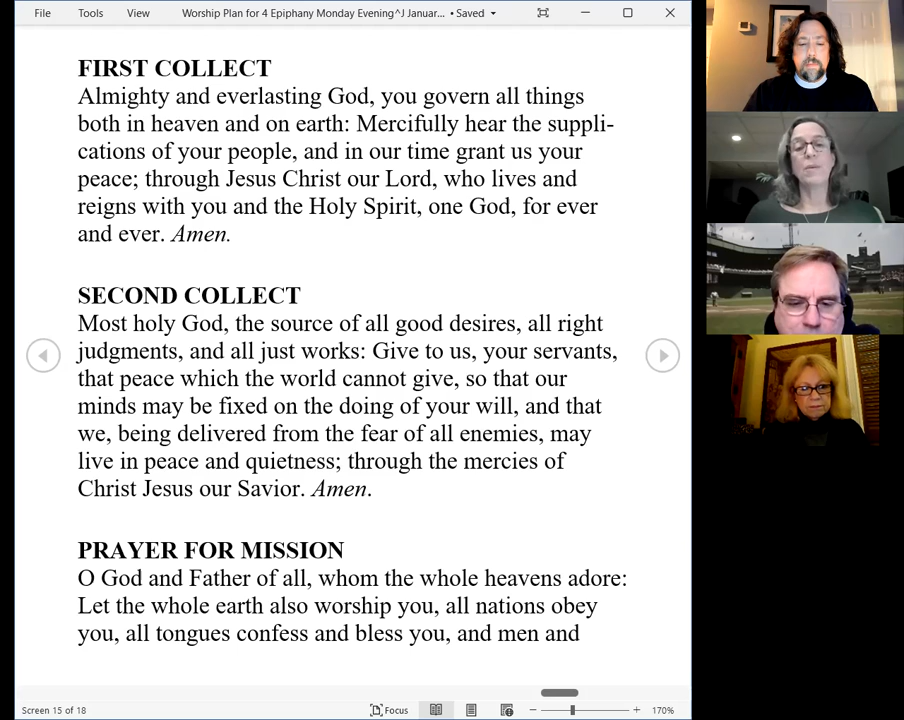 File Tools View Worship Plan for 4 Epiphany Monday Evening^J Januar... • Saved
FIRST COLLECT
Almighty and everlasting God, you govern all things
both in heaven and on earth: Mercifully hear the suppli-
cations of your people, and in our time grant us your
peace; through Jesus Christ our Lord, who lives and
reigns with you and the Holy Spirit, one God, for ever
and ever. Amen.
SECOND COLLECT
Most holy God, the source of all good desires, all right
judgments, and all just works: Give to us, your servants,
that peace which the world cannot give, so that our
minds may be fixed on the doing of your will, and that
we, being delivered from the fear of all enemies, may
live in peace and quietness; through the mercies of
Christ Jesus our Savior. Amen.
PRAYER FOR MISSION
O God and Father of all, whom the whole heavens adore:
Let the whole earth also worship you, all nations obey
you, all tongues confess and bless you, and men and
Screen 15 of 18 Focus 170%